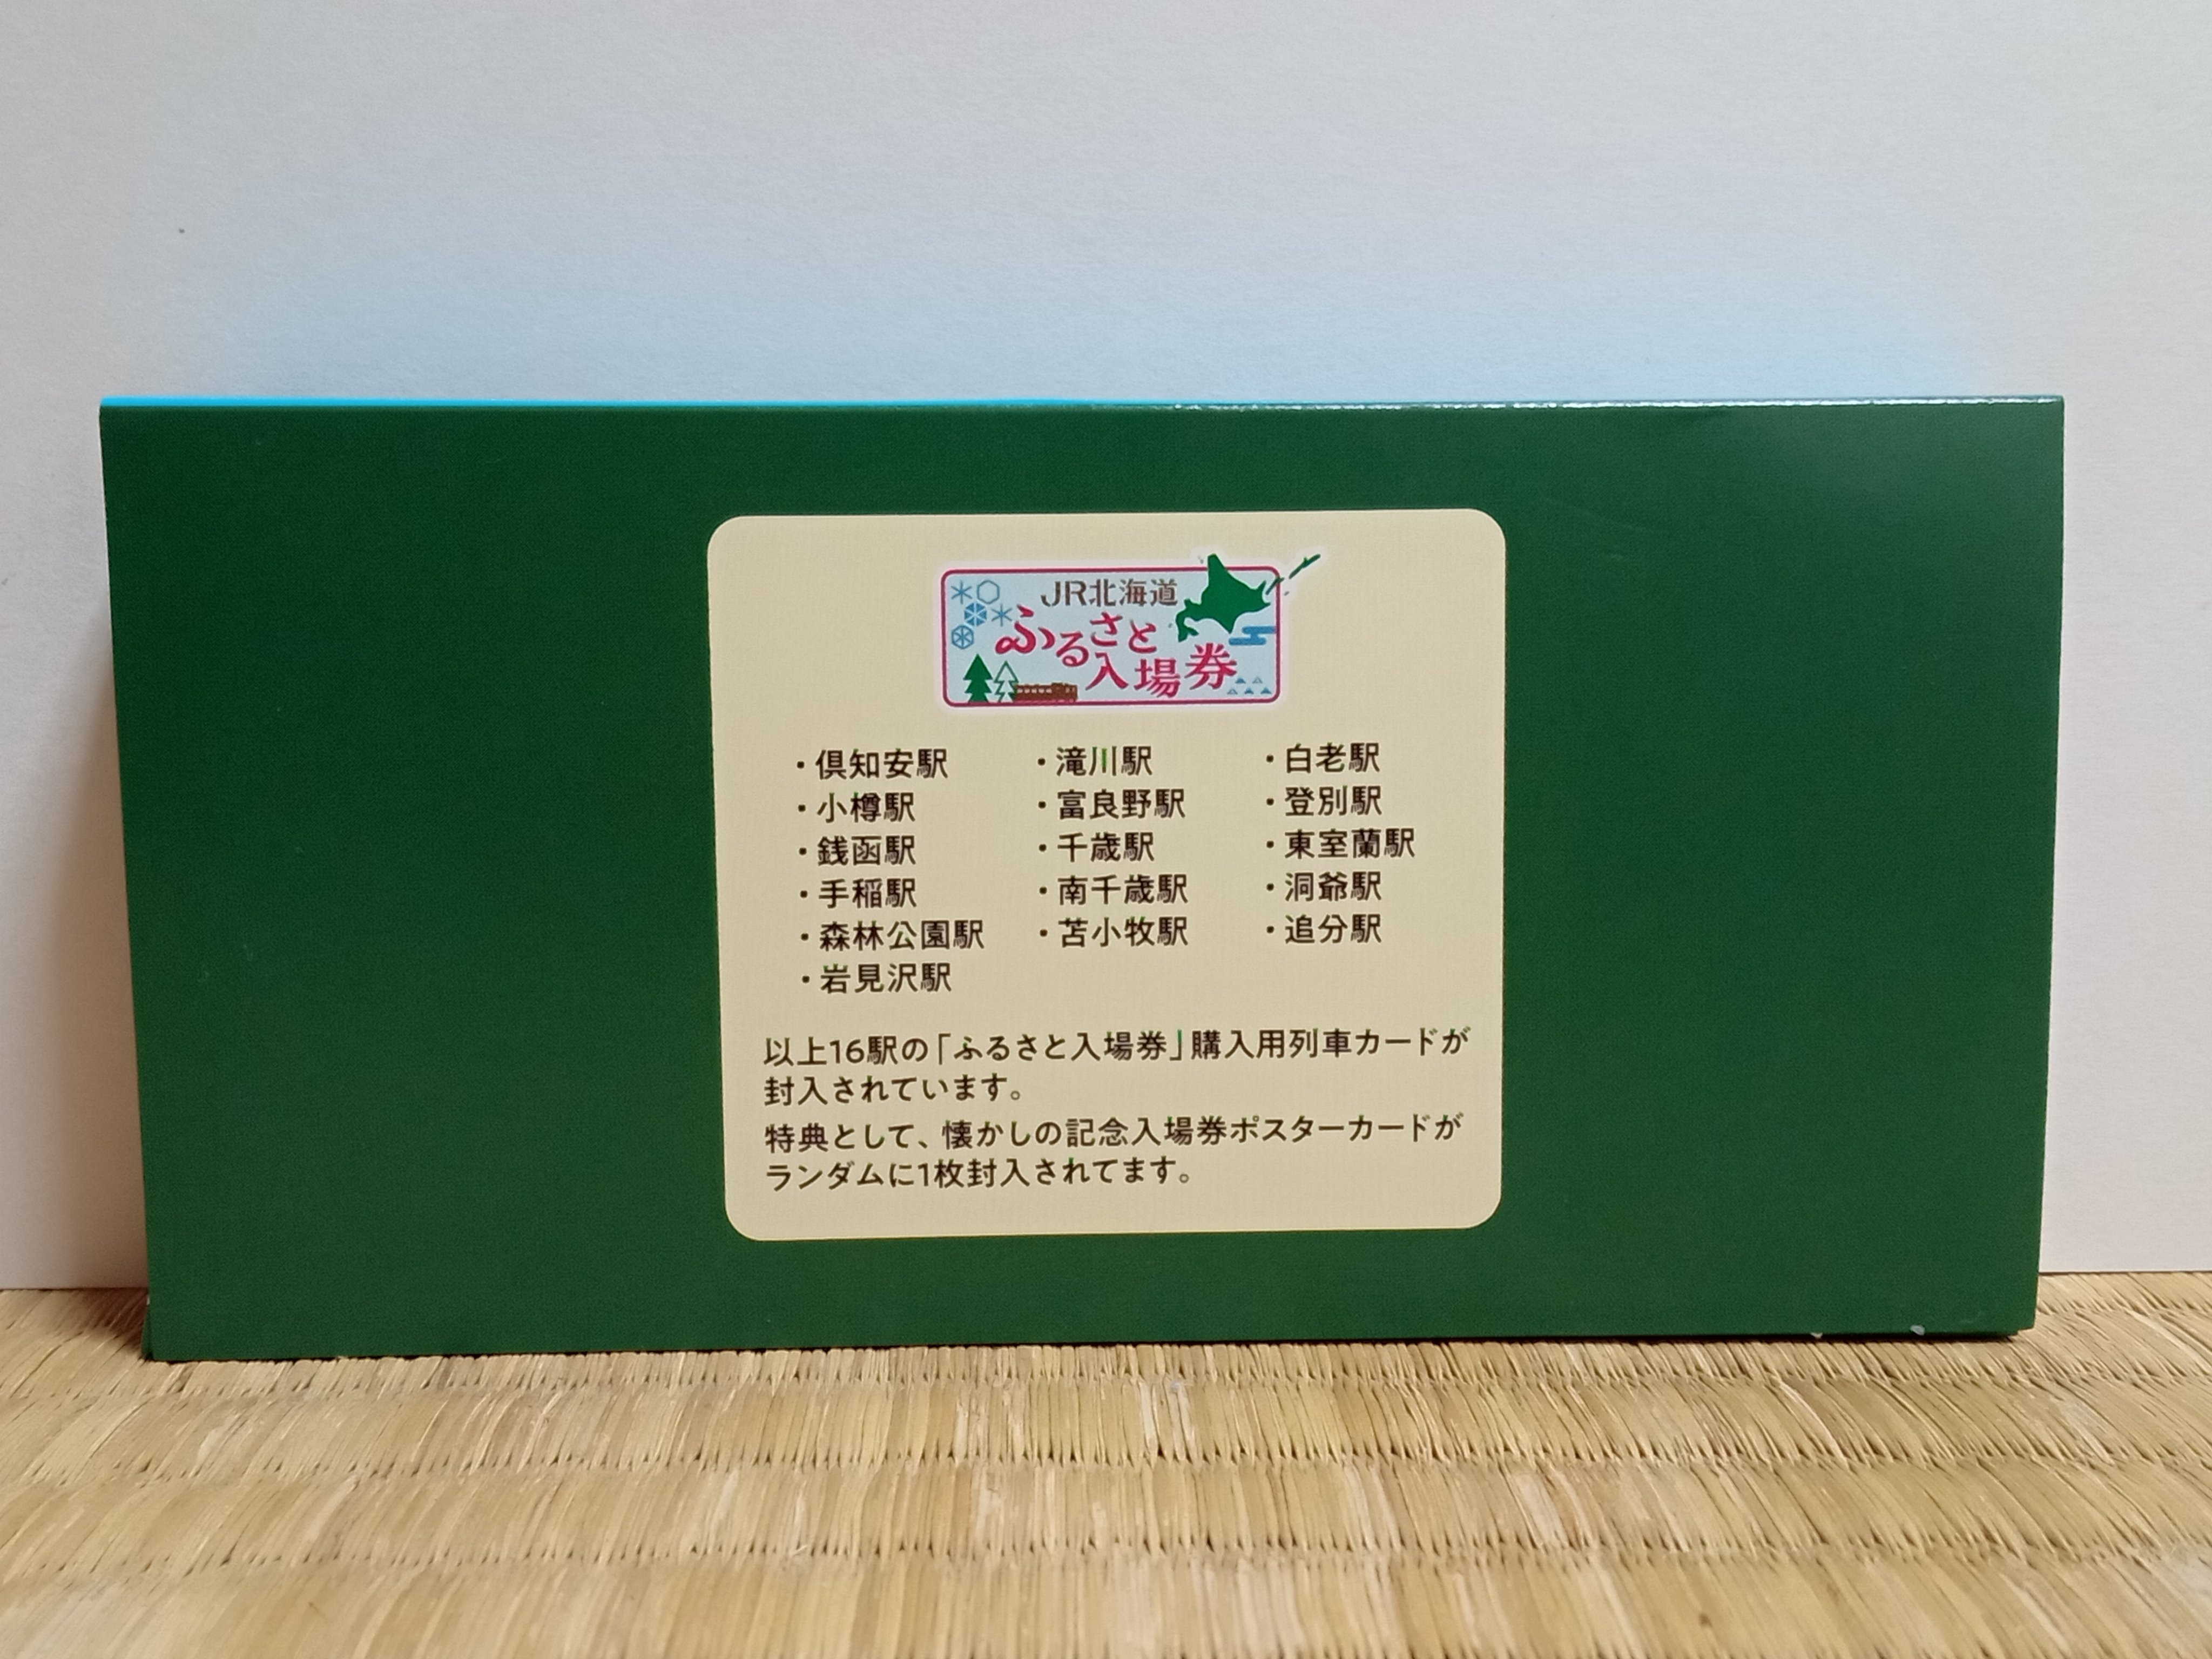 JR北海道
ふるさと
入場券
・倶知安駅
・小樽駅
・銭函駅
・手稲駅
・森林公園駅
・岩見沢駅
・滝川駅
・富良野駅
・千歳駅
・南千歳駅
・苫小牧駅
・白老駅
・登別駅
・東室蘭駅
・洞爺駅
・追分駅
以上16駅の「ふるさと入場券」購入用列車カードが
封入されています。
特典として、懐かしの記念入場券ポスターカードが
ランダムに1枚封入されてます。